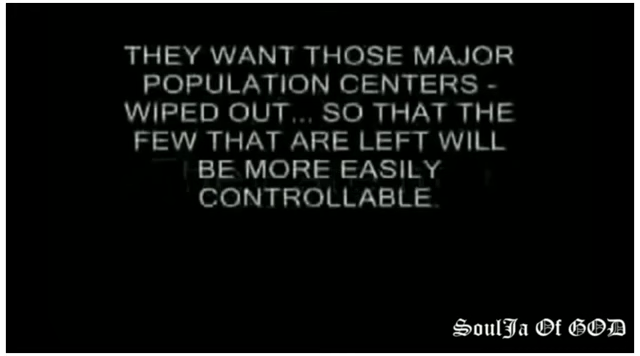 THEY WANT THOSE MAJOR
POPULATION CENTERS -
WIPED OUT... SO THAT THE
FEW THAT ARE LEFT WILL
BE MORE EASILY
CONTROLLABLE.
SoulJa Of GOD